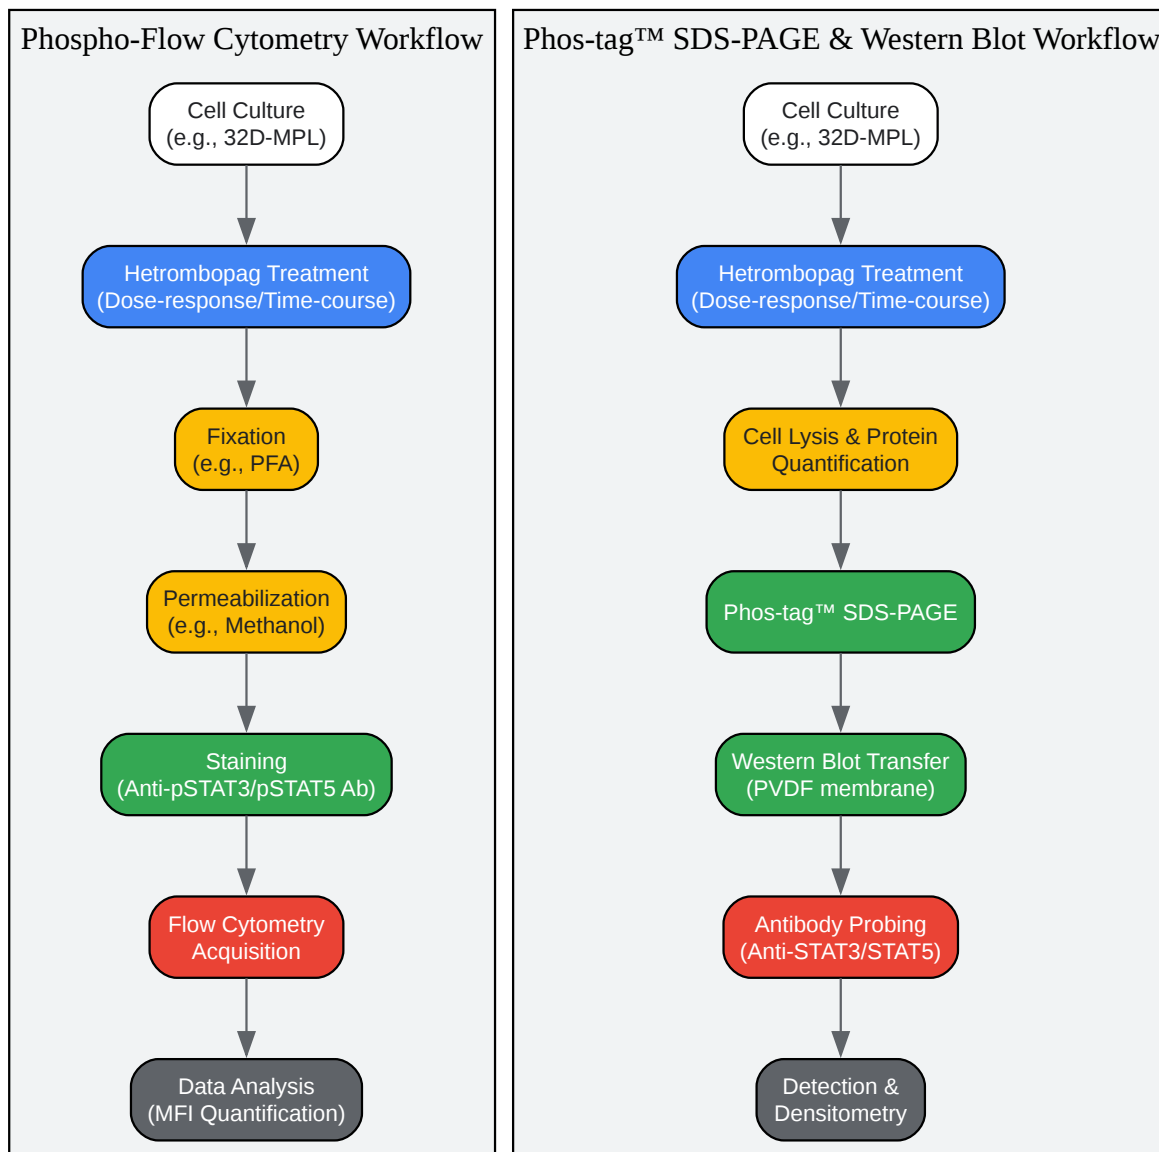 Phospho-Flow Cytometry Workflow
Cell Culture
(e.g., 32D-MPL)
Hetrombopag Treatment
(Dose-response/Time-course)
Fixation
(e.g., PFA)
Permeabilization
(e.g., Methanol)
Staining
(Anti-pSTAT3/pSTAT5 Ab)
Flow Cytometry
Acquisition
Data Analysis
(MFI Quantification)
Phos-tag™ SDS-PAGE & Western Blot Workflow
Cell Culture
(e.g., 32D-MPL)
Hetrombopag Treatment
(Dose-response/Time-course)
Cell Lysis & Protein
Quantification
Phos-tag™ SDS-PAGE
Western Blot Transfer
(PVDF membrane)
Antibody Probing
(Anti-STAT3/STAT5)
Detection &
Densitometry